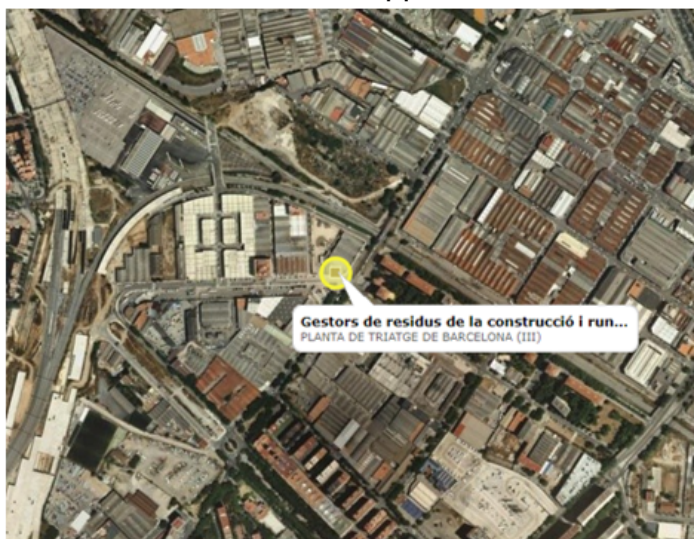 Gestors de residus de la construcció i run...
PLANTA DE TRIATGE DE BARCELONA (III)